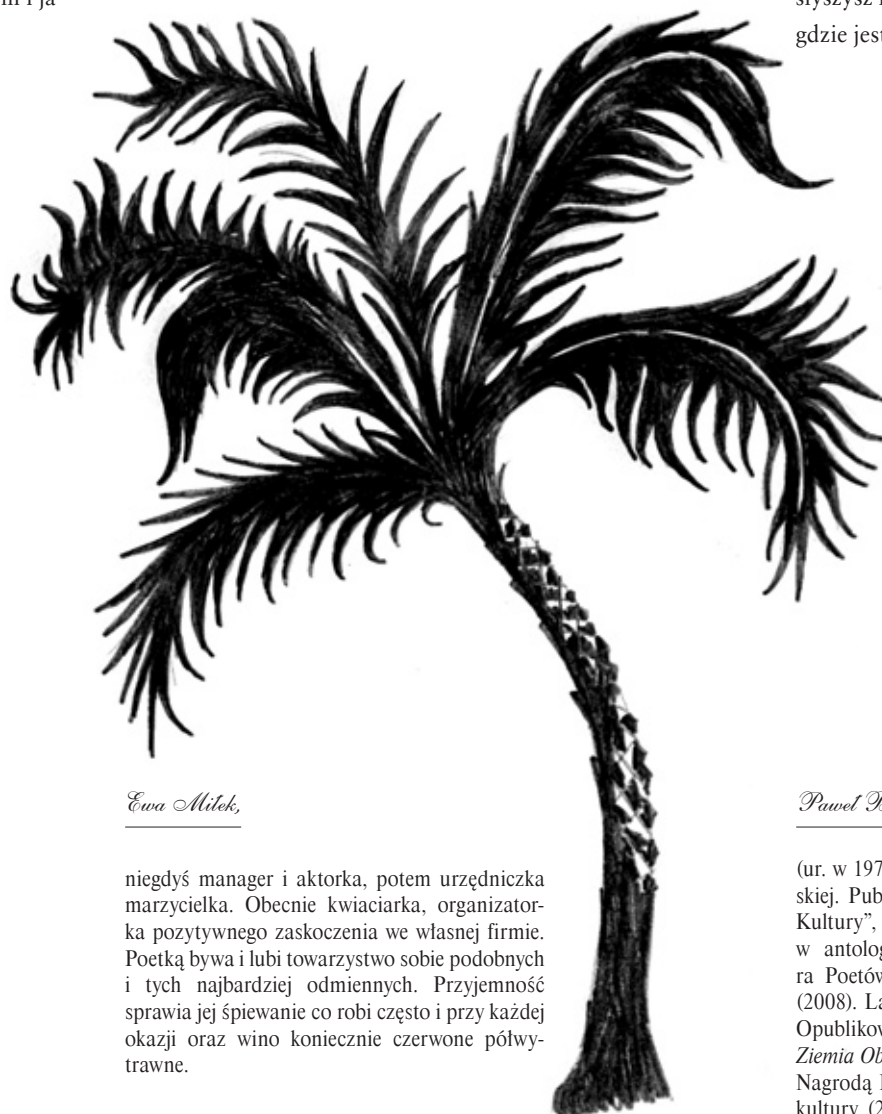 i ja
słyszysz
gdzie jest
Ewa Miłek,
niegdyś manager i aktorka, potem urzędniczka
marzycielka. Obecnie kwiaciarka, organizator-
ka pozytywnego zaskoczenia we własnej firmie.
Poetką bywa i lubi towarzystwo sobie podobnych
i tych najbardziej odmiennych. Przyjemność
sprawia jej śpiewanie co robi często i przy każdej
okazji oraz wino koniecznie czerwone półwy-
trawne.
Paweł
(ur. w 197
skiej. Pub
Kultury",
w antolog
ra Poetów
(2008). La
Opublikow
Ziemia Ob
Nagrodą
kultury (2